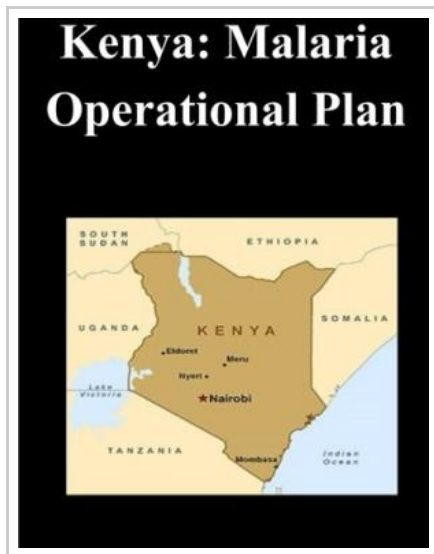 Kenya: Malaria
Operational Plan
SOUTH
SUDAN
ETHIOPIA
SOMALIA
UGANDA
KENYA
Eldoret
Meru
Nyeri
Lake
Victoria
Nairobi
TANZANIA
Mombasa
Indian
Ocean